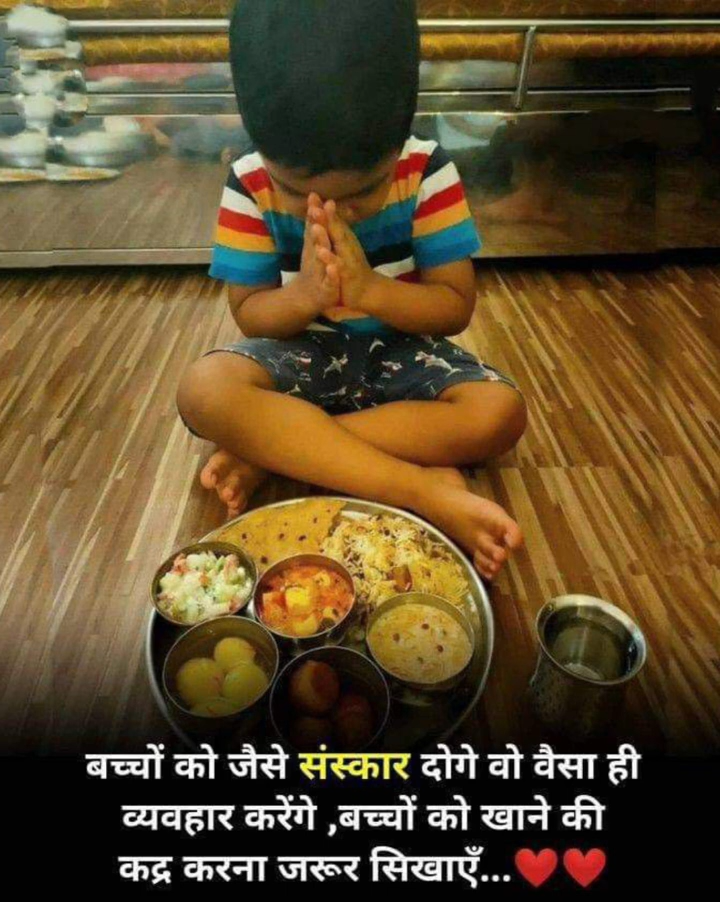 बच्चों को जैसे संस्कार दोगे वो वैसा ही
व्यवहार करेंगे ,बच्चों को खाने की
कद्र करना जरूर सिखाएँ...❤️❤️